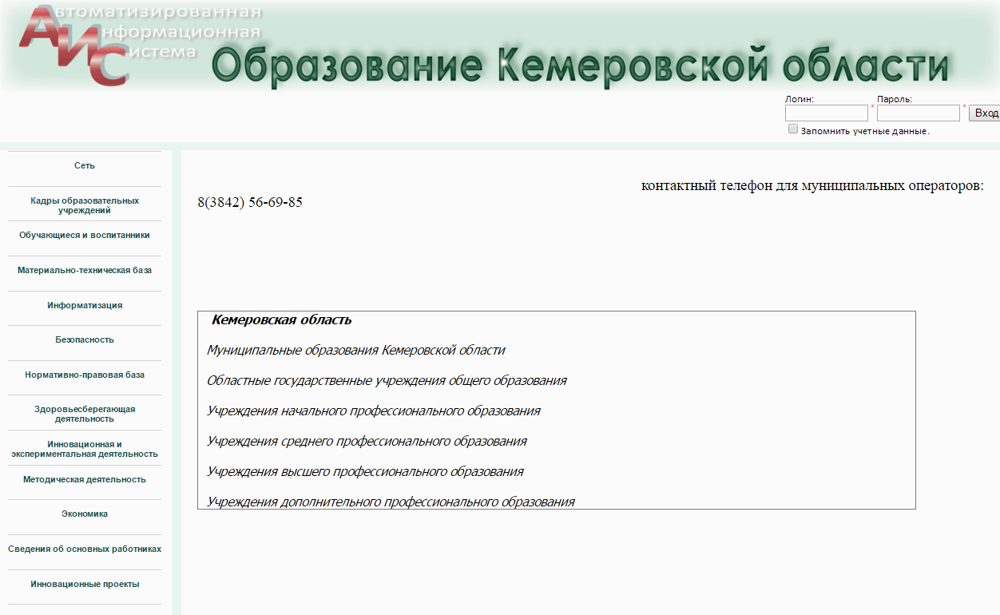 Автоматизированная
Информационная
Система
Образование Кемеровской области
Логин:
* Пароль:
*
Вход
Запомнить учетные данные.
Сеть
Кадры образовательных
учреждений
Обучающиеся и воспитанники
Материально-техническая база
Информатизация
Безопасность
Нормативно-правовая база
Здоровьесберегающая
деятельность
Инновационная и
экспериментальная деятельность
Методическая деятельность
Экономика
Сведения об основных работниках
Инновационные проекты
контактный телефон для муниципальных операторов:
8(3842) 56-69-85
Кемеровская область
Муниципальные образования Кемеровской области
Областные государственные учреждения общего образования
Учреждения начального профессионального образования
Учреждения среднего профессионального образования
Учреждения высшего профессионального образования
Учреждения дополнительного профессионального образования